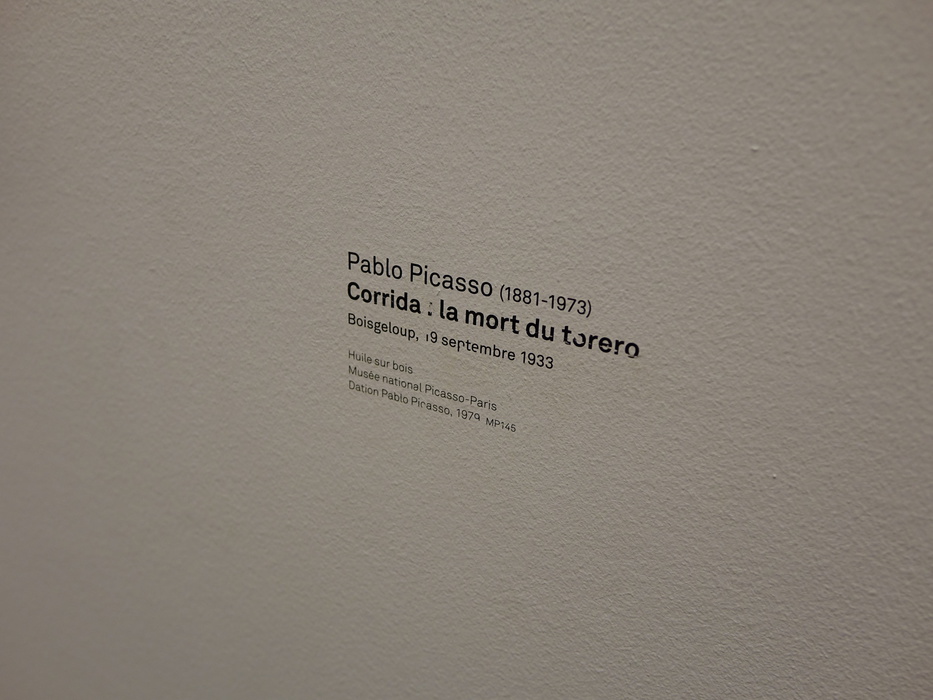 Pablo Picasso (1881-1973)
Corrida : la mort du torero
Boisgeloup, 19 septembre 1933
Huile sur bois
Musée national Picasso-Paris
Dation Pablo Picasso, 1979 MP145